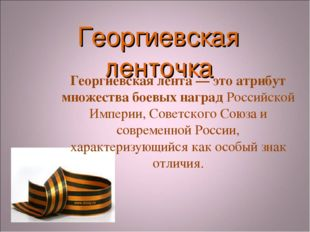 Георгиевская
ленточка
Георгиевская лента — это атрибут
множества боевых наград Российской
Империи, Советского Союза и
современной России,
характеризующийся как особый знак
отличия.